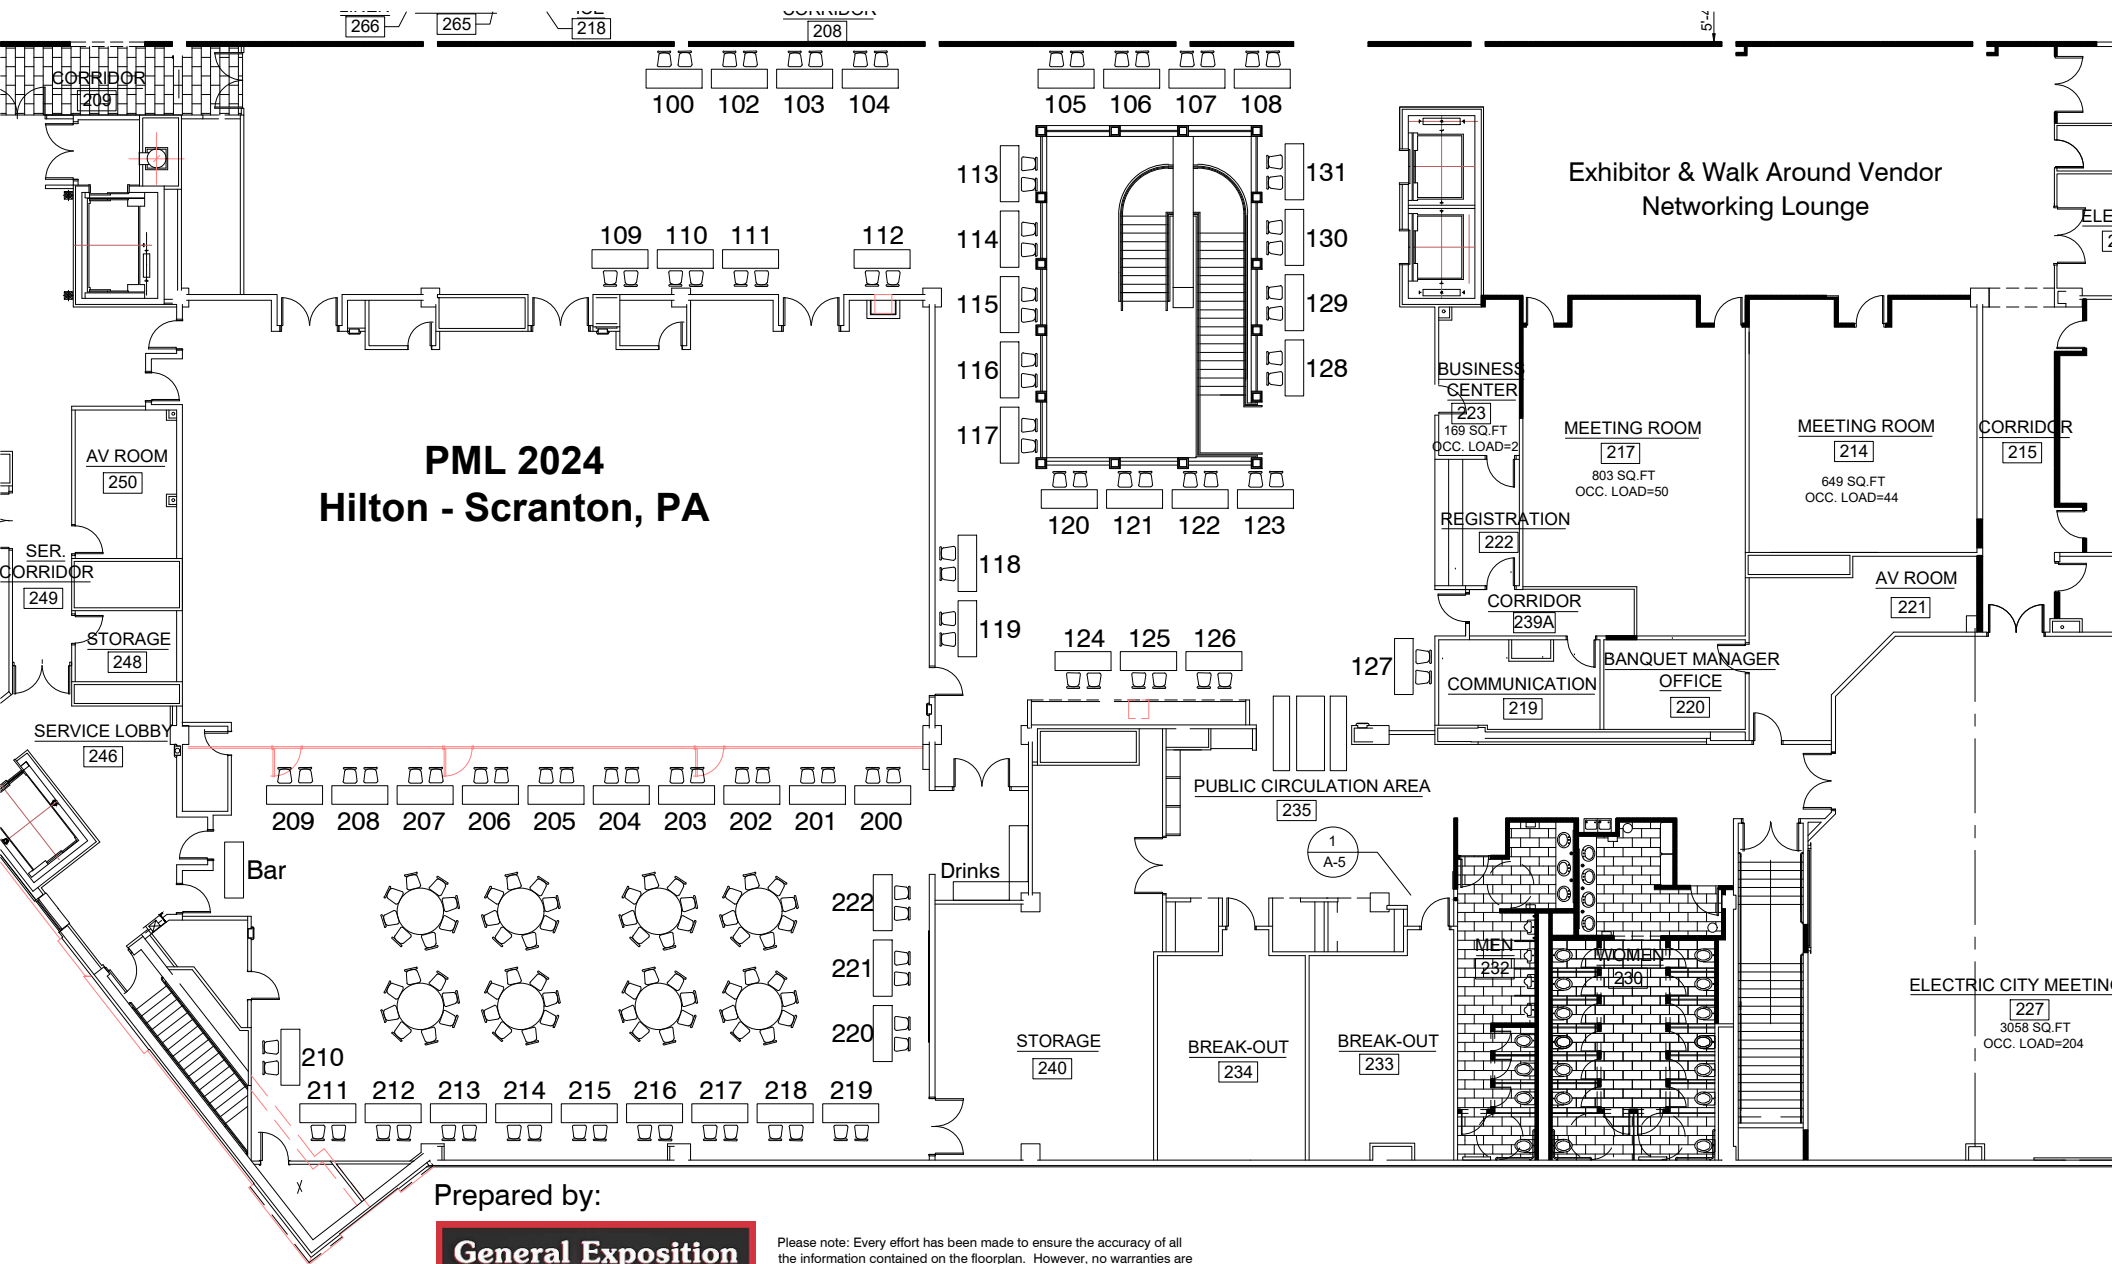 266
265
218
208
CORRIDOR
209
100
102
103
104
105
106
107
108
113
114
115
116
117
131
130
129
128
Exhibitor & Walk Around Vendor
Networking Lounge
109
110
111
112
BUSINESS
CENTER
223
169 SQ.FT
OCC. LOAD=2
MEETING ROOM
217
803 SQ.FT
OCC. LOAD=50
MEETING ROOM
214
649 SQ.FT
OCC. LOAD=44
CORRIDOR
215
AV ROOM
250
PML 2024
Hilton - Scranton, PA
120
121
122
123
REGISTRATION
222
SER.
CORRIDOR
249
118
119
AV ROOM
221
CORRIDOR
239A
STORAGE
248
124
125
126
127
COMMUNICATION
219
BANQUET MANAGER
OFFICE
220
SERVICE LOBBY
246
PUBLIC CIRCULATION AREA
235
209
208
207
206
205
204
203
202
201
200
1
A-5
Bar
Drinks
222
221
220
MEN
232
WOMEN
230
ELECTRIC CITY MEETING
227
3058 SQ.FT
OCC. LOAD=204
STORAGE
240
BREAK-OUT
234
BREAK-OUT
233
210
211
212
213
214
215
216
217
218
219
Prepared by:
General Exposition
Please note: Every effort has been made to ensure the accuracy of all
the information contained on the floorplan. However, no warranties are